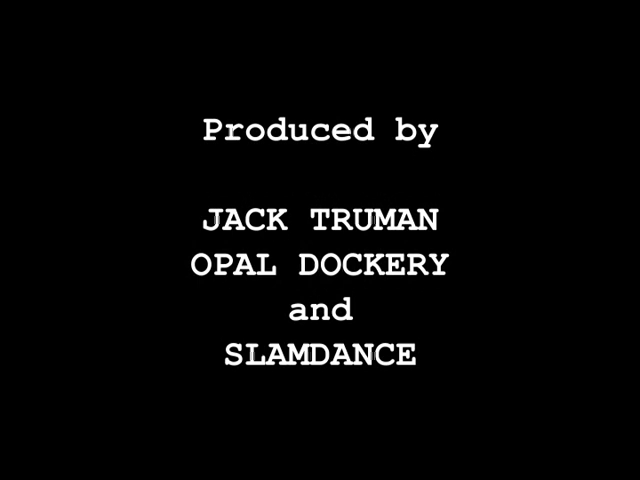 Produced by
JACK TRUMAN
OPAL DOCKERY
and
SLAMDANCE